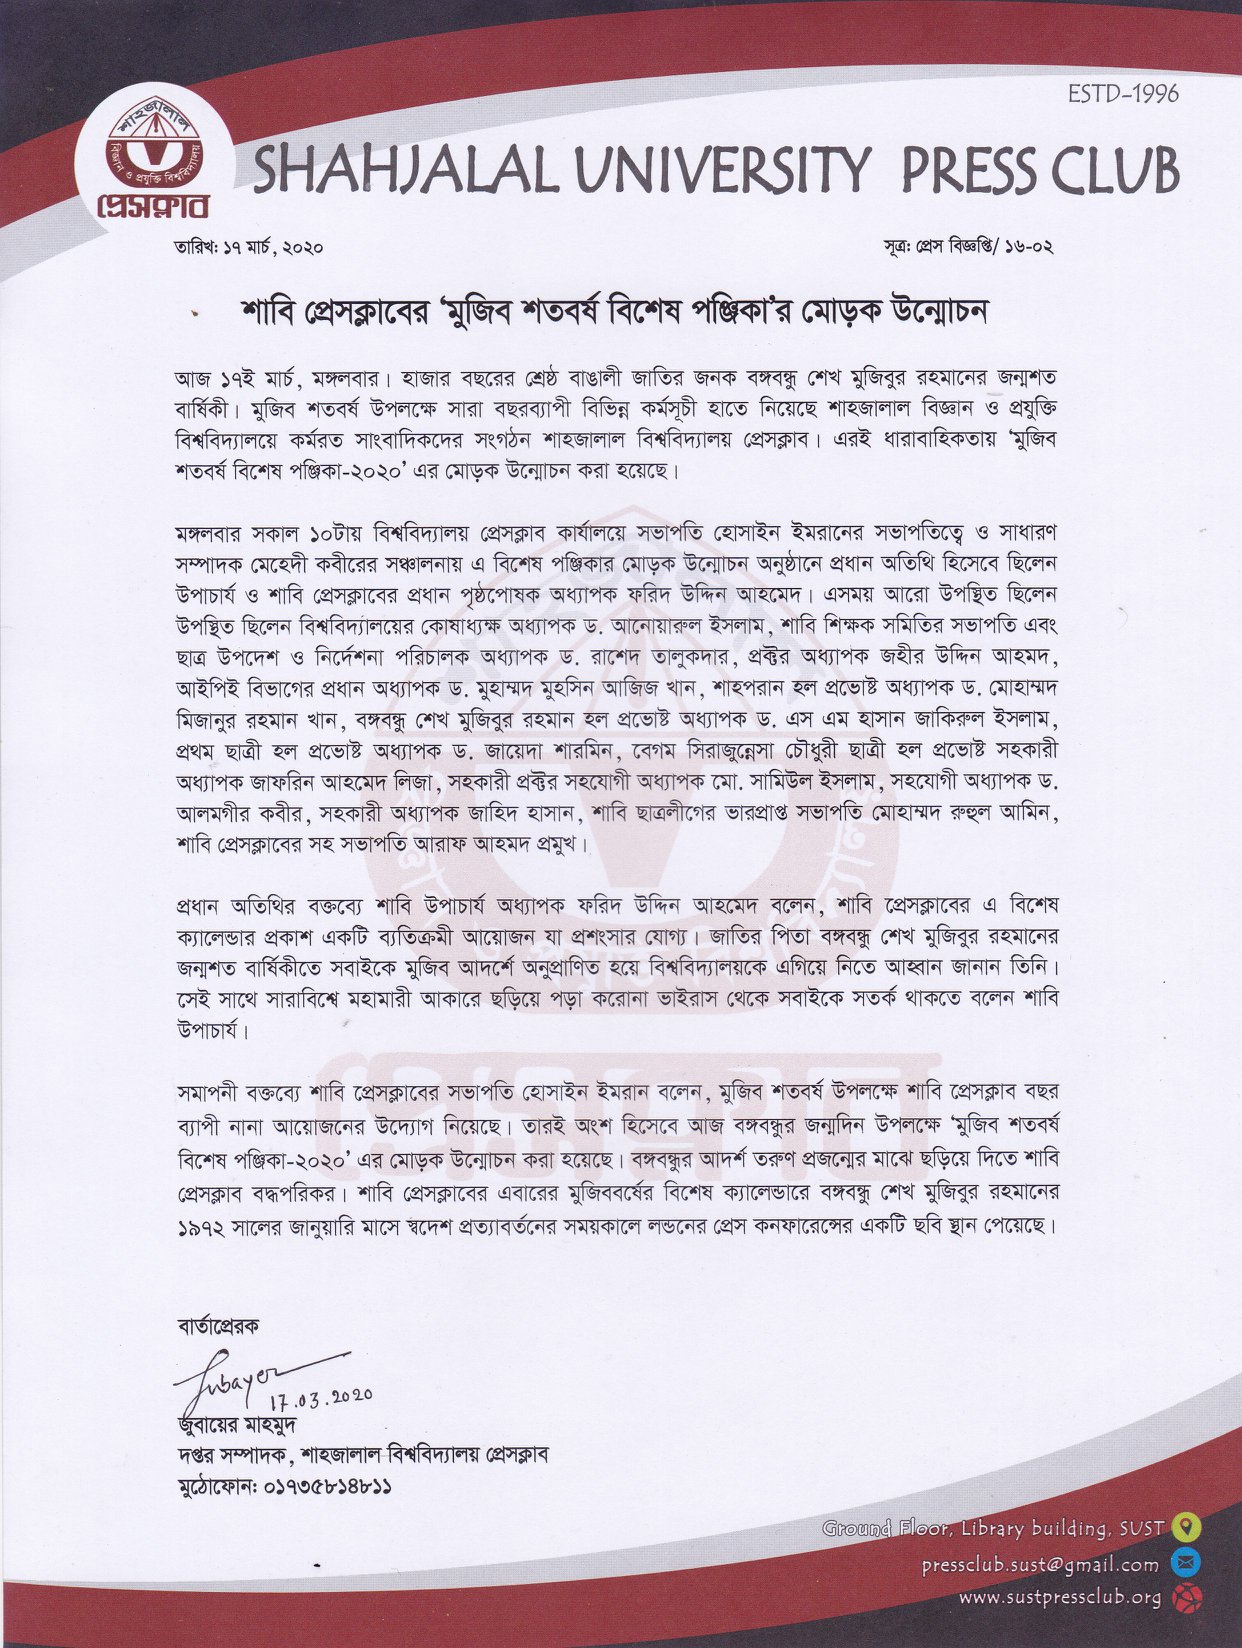 ESTD-1996
শাহজালাল
বিজ্ঞান ও প্রযুক্তি বিশ্ববিদ্যালয়
প্রেসক্লাব
SHAHJALAL UNIVERSITY PRESS CLUB
তারিখ: ১৭ মার্চ, ২০২০ সূত্র: প্রেস বিজ্ঞপ্তি/ ১৬-০২
শাবি প্রেসক্লাবের ‘মুজিব শতবর্ষ বিশেষ পঞ্জিকা’র মোড়ক উন্মোচন
আজ ১৭ই মার্চ, মঙ্গলবার। হাজার বছরের শ্রেষ্ঠ বাঙালী জাতির জনক বঙ্গবন্ধু শেখ মুজিবুর রহমানের জন্মশত
বার্ষিকী। মুজিব শতবর্ষ উপলক্ষে সারা বছরব্যাপী বিভিন্ন কর্মসূচী হাতে নিয়েছে শাহজালাল বিজ্ঞান ও প্রযুক্তি
বিশ্ববিদ্যালয়ে কর্মরত সাংবাদিকদের সংগঠন শাহজালাল বিশ্ববিদ্যালয় প্রেসক্লাব। এরই ধারাবাহিকতায় ‘মুজিব
শতবর্ষ বিশেষ পঞ্জিকা-২০২০’ এর মোড়ক উন্মোচন করা হয়েছে।
মঙ্গলবার সকাল ১০টায় বিশ্ববিদ্যালয় প্রেসক্লাব কার্যালয়ে সভাপতি হোসাইন ইমরানের সভাপতিত্বে ও সাধারণ
সম্পাদক মেহেদী কবীরের সঞ্চালনায় এ বিশেষ পঞ্জিকার মোড়ক উন্মোচন অনুষ্ঠানে প্রধান অতিথি হিসেবে ছিলেন
উপাচার্য ও শাবি প্রেসক্লাবের প্রধান পৃষ্ঠপোষক অধ্যাপক ফরিদ উদ্দিন আহমেদ। এসময় আরো উপস্থিত ছিলেন
উপস্থিত ছিলেন বিশ্ববিদ্যালয়ের কোষাধ্যক্ষ অধ্যাপক ড. আনোয়ারুল ইসলাম, শাবি শিক্ষক সমিতির সভাপতি এবং
ছাত্র উপদেশ ও নির্দেশনা পরিচালক অধ্যাপক ড. রাশেদ তালুকদার, প্রক্টর অধ্যাপক জহীর উদ্দিন আহমদ,
আইপিই বিভাগের প্রধান অধ্যাপক ড. মুহাম্মদ মুহসিন আজিজ খান, শাহপরান হল প্রভোষ্ট অধ্যাপক ড. মোহাম্মদ
মিজানুর রহমান খান, বঙ্গবন্ধু শেখ মুজিবুর রহমান হল প্রভোষ্ট অধ্যাপক ড. এস এম হাসান জাকিরুল ইসলাম,
প্রথম ছাত্রী হল প্রভোষ্ট অধ্যাপক ড. জায়েদা শারমিন, বেগম সিরাজুন্নেসা চৌধুরী ছাত্রী হল প্রভোষ্ট সহকারী
অধ্যাপক জাফরিন আহমেদ লিজা, সহকারী প্রক্টর সহযোগী অধ্যাপক মো. সামিউল ইসলাম, সহযোগী অধ্যাপক ড.
আলমগীর কবীর, সহকারী অধ্যাপক জাহিদ হাসান, শাবি ছাত্রলীগের ভারপ্রাপ্ত সভাপতি মোহাম্মদ রুহুল আমিন,
শাবি প্রেসক্লাবের সহ সভাপতি আরাফ আহমদ প্রমুখ।
প্রধান অতিথির বক্তব্যে শাবি উপাচার্য অধ্যাপক ফরিদ উদ্দিন আহমেদ বলেন, শাবি প্রেসক্লাবের এ বিশেষ
ক্যালেন্ডার প্রকাশ একটি ব্যতিক্রমী আয়োজন যা প্রশংসার যোগ্য। জাতির পিতা বঙ্গবন্ধু শেখ মুজিবুর রহমানের
জন্মশত বার্ষিকীতে সবাইকে মুজিব আদর্শে অনুপ্রাণিত হয়ে বিশ্ববিদ্যালয়কে এগিয়ে নিতে আহ্বান জানান তিনি।
সেই সাথে সারাবিশ্বে মহামারী আকারে ছড়িয়ে পড়া করোনা ভাইরাস থেকে সবাইকে সতর্ক থাকতে বলেন শাবি
উপাচার্য।
সমাপনী বক্তব্যে শাবি প্রেসক্লাবের সভাপতি হোসাইন ইমরান বলেন, মুজিব শতবর্ষ উপলক্ষে শাবি প্রেসক্লাব বছর
ব্যাপী নানা আয়োজনের উদ্যোগ নিয়েছে। তারই অংশ হিসেবে আজ বঙ্গবন্ধুর জন্মদিন উপলক্ষে ‘মুজিব শতবর্ষ
বিশেষ পঞ্জিকা-২০২০’ এর মোড়ক উন্মোচন করা হয়েছে। বঙ্গবন্ধুর আদর্শ তরুণ প্রজন্মের মাঝে ছড়িয়ে দিতে শাবি
প্রেসক্লাব বদ্ধপরিকর। শাবি প্রেসক্লাবের এবারের মুজিববর্ষের বিশেষ ক্যালেন্ডারে বঙ্গবন্ধু শেখ মুজিবুর রহমানের
১৯৭২ সালের জানুয়ারি মাসে স্বদেশ প্রত্যাবর্তনের সময়কালে লন্ডনের প্রেস কনফারেন্সের একটি ছবি স্থান পেয়েছে।
বার্তাপ্রেরক
Jubayer
17.03.2020
জুবায়ের মাহমুদ
দপ্তর সম্পাদক, শাহজালাল বিশ্ববিদ্যালয় প্রেসক্লাব
মুঠোফোন: ০১৭৩৫৮১৪৮১১
Ground Floor, Library building, SUST
pressclub.sust@gmail.com
www.sustpressclub.org